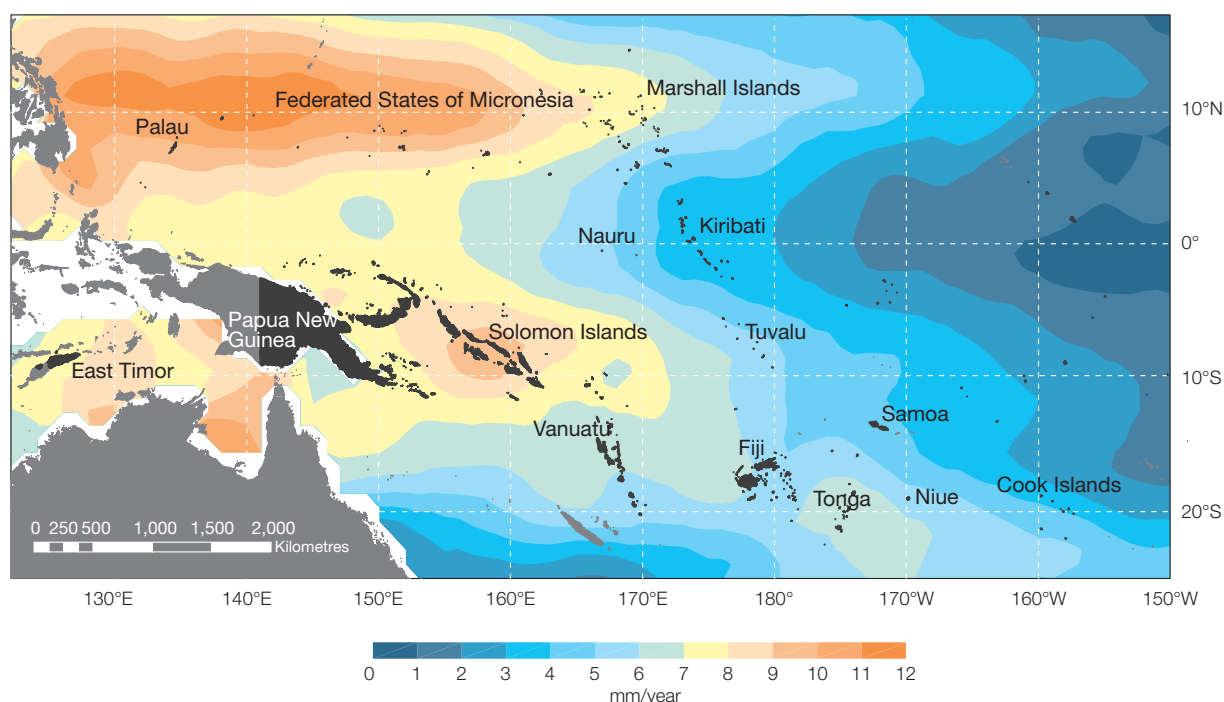 Marshall Islands
Federated States of Micronesia
10°N
Palau
Kiribati
Nauru
0°
Papua New
Guinea
Solomon Islands
Tuvalu
East Timor
10°S
Samoa
Vanuatu
Fiji
Cook Islands
Tonga
Niue
20°S
0 250 500 1,000 1,500 2,000
Kilometres
130°E 140°E 150°E 160°E 170°E 180° 170°W 160°W 150°W
0 1 2 3 4 5 6 7 8 9 10 11 12
mm/year